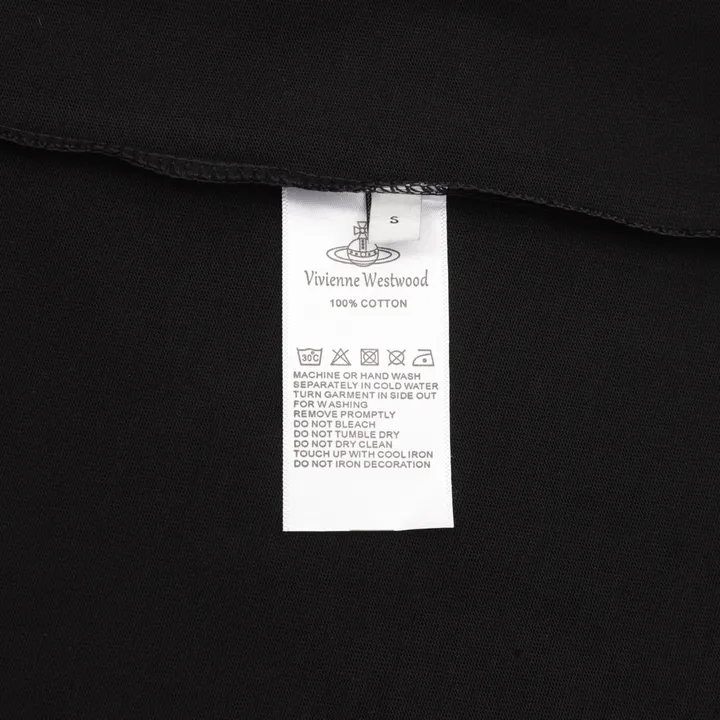 S
Vivienne Westwood
100% COTTON
30C
MACHINE OR HAND WASH
SEPARATELY IN COLD WATER
TURN GARMENT IN SIDE OUT
FOR WASHING
REMOVE PROMPTLY
DO NOT BLEACH
DO NOT TUMBLE DRY
DO NOT DRY CLEAN
TOUCH UP WITH COOL IRON
DO NOT IRON DECORATION